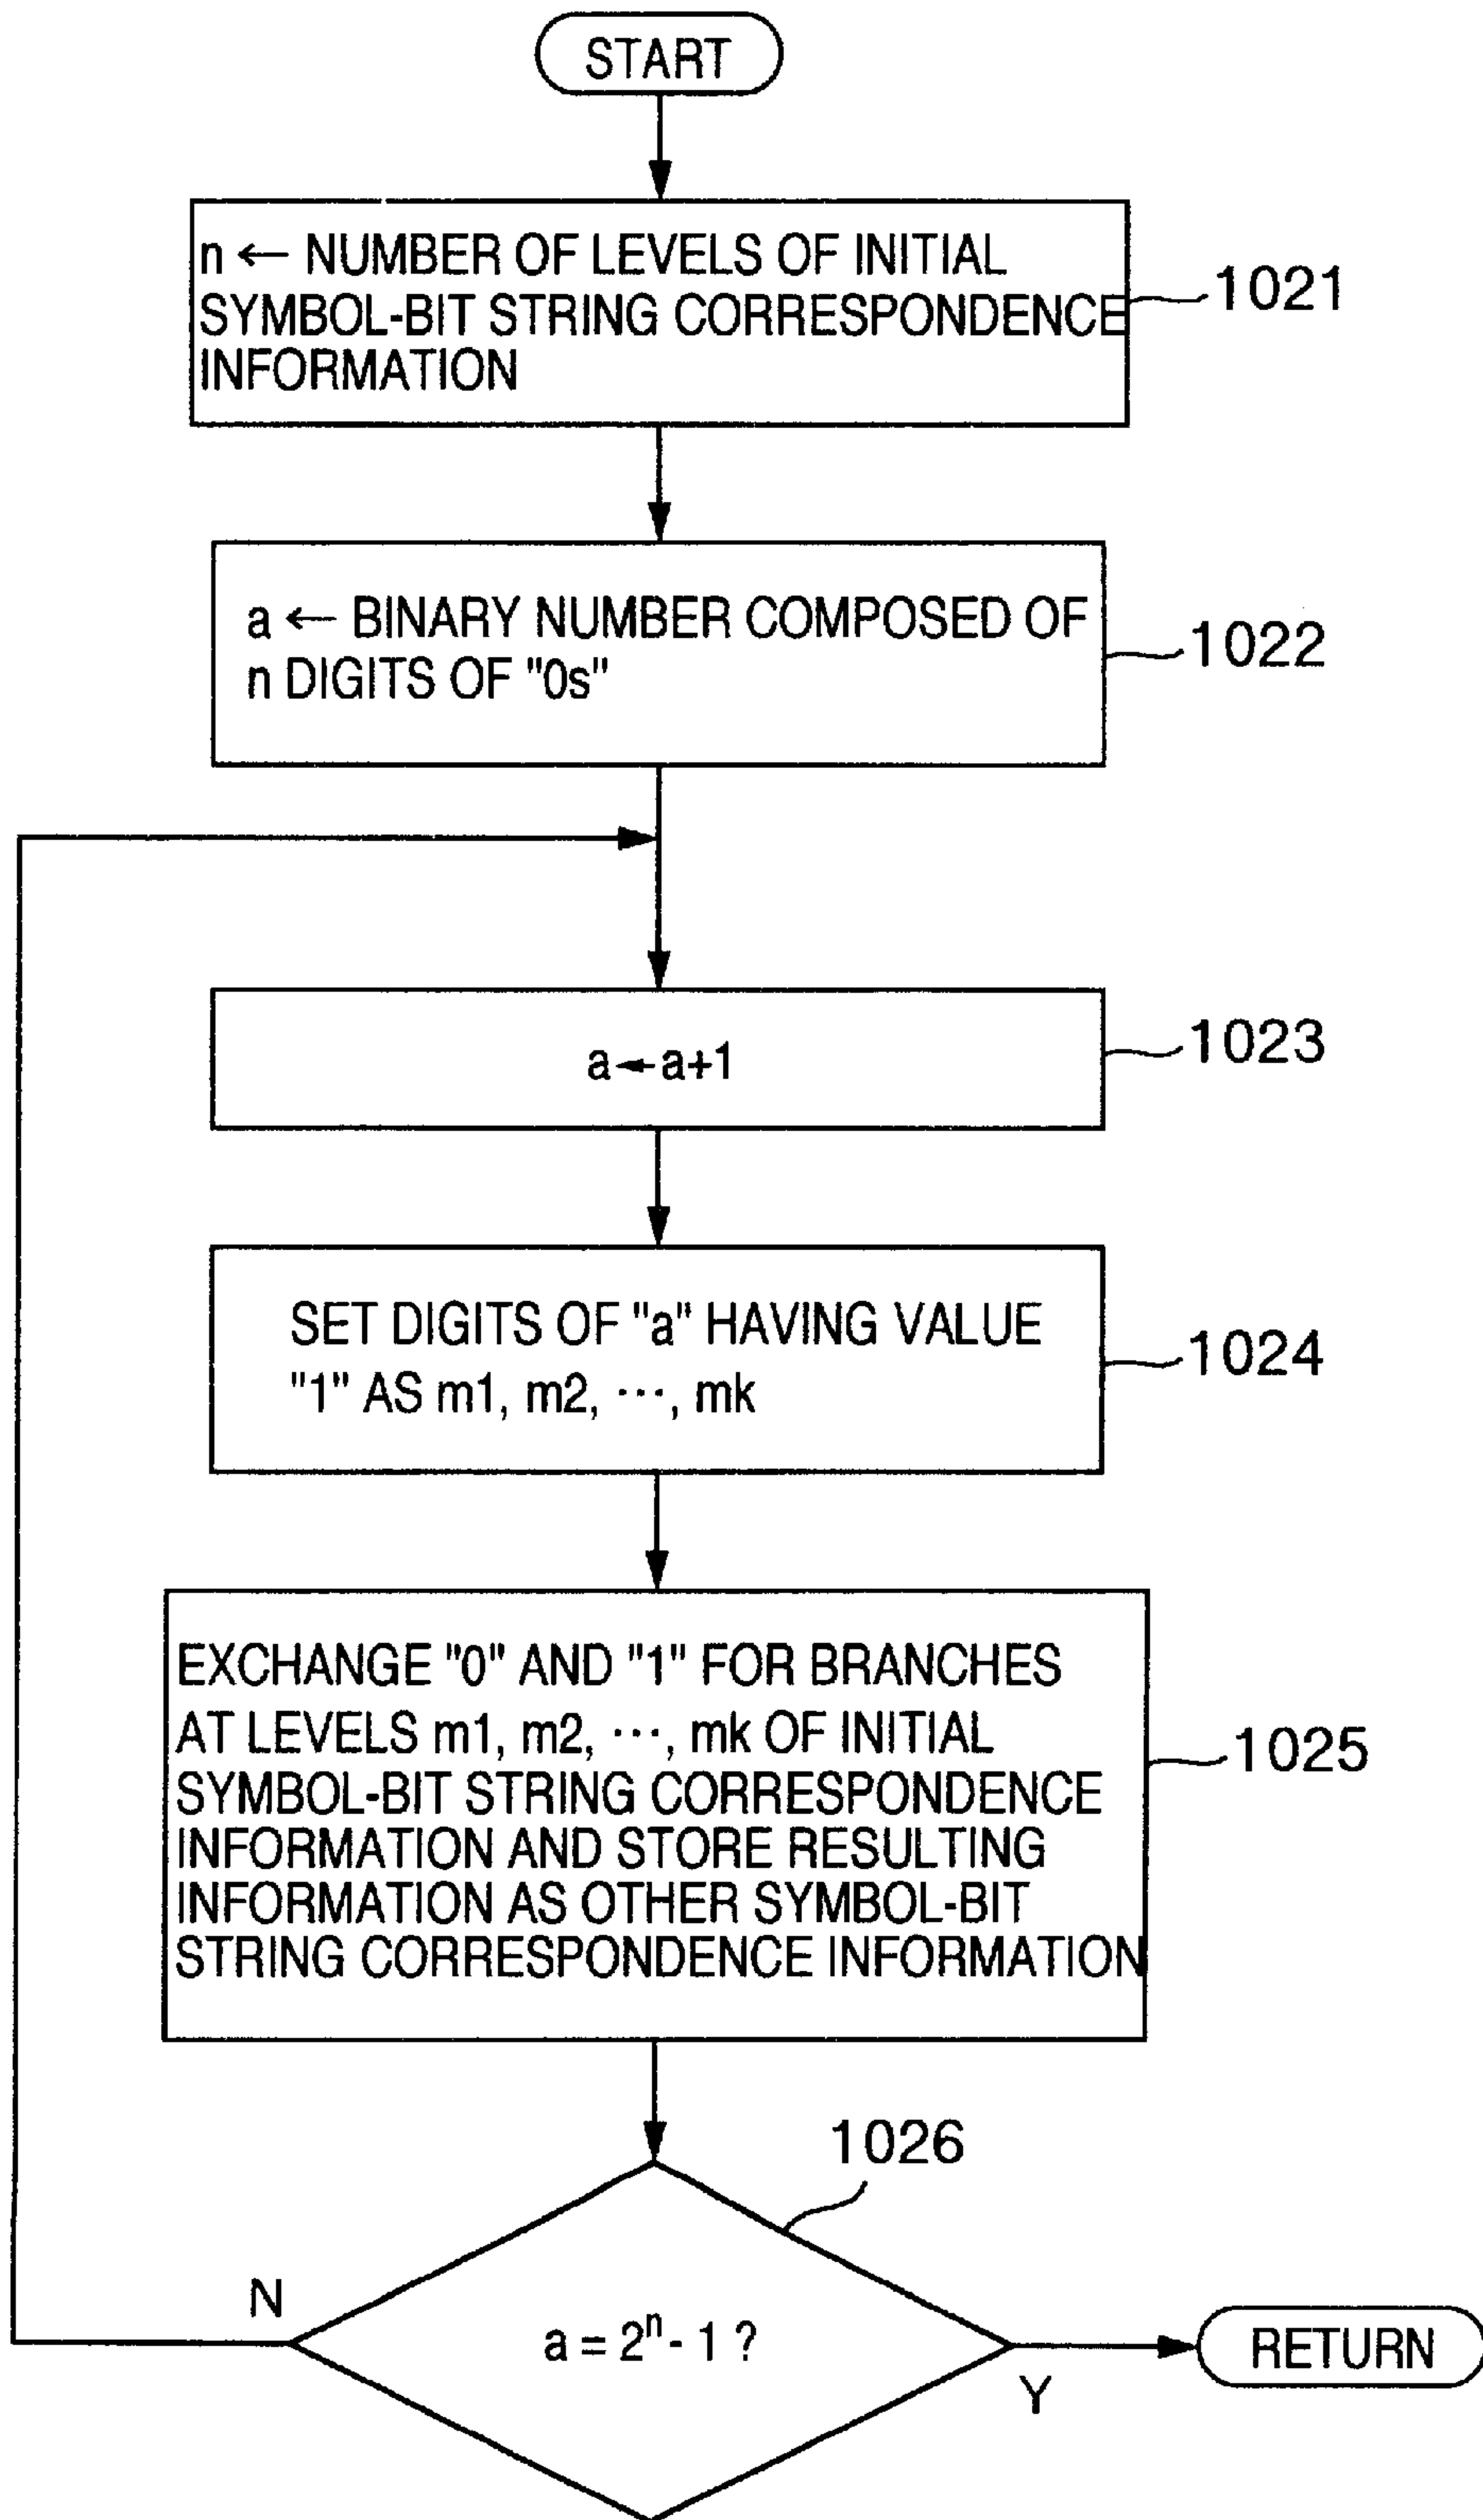 START
n ← NUMBER OF LEVELS OF INITIAL
SYMBOL-BIT STRING CORRESPONDENCE
INFORMATION
1021
a ← BINARY NUMBER COMPOSED OF
n DIGITS OF "0s"
1022
a←a+1
1023
SET DIGITS OF "a" HAVING VALUE
"1" AS m1, m2, ···, mk
1024
EXCHANGE "0" AND "1" FOR BRANCHES
AT LEVELS m1, m2, ···, mk OF INITIAL
SYMBOL-BIT STRING CORRESPONDENCE
INFORMATION AND STORE RESULTING
INFORMATION AS OTHER SYMBOL-BIT
STRING CORRESPONDENCE INFORMATION
1025
1026
N
a = 2ⁿ- 1 ?
Y
RETURN